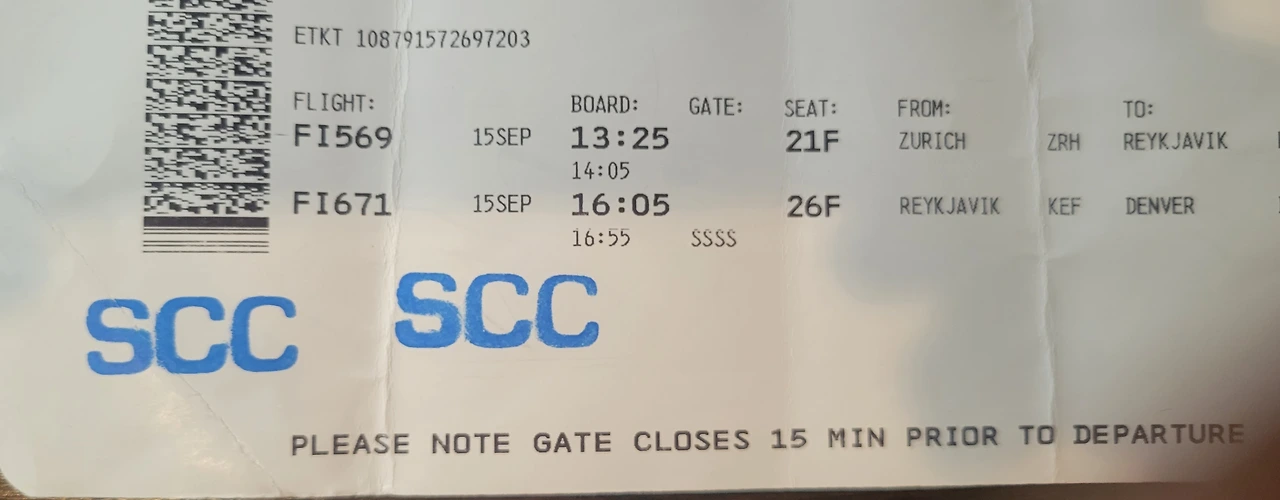 ETKT 108791572697203
FLIGHT: BOARD: GATE: SEAT: FROM: TO:
FI569 15SEP 13:25 21F ZURICH ZRH REYKJAVIK
14:05
FI671 15SEP 16:05 26F REYKJAVIK KEF DENVER
16:55 SSSS
SCC SCC
PLEASE NOTE GATE CLOSES 15 MIN PRIOR TO DEPARTURE